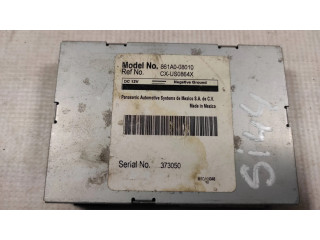 Model No. 861A0-08010
Ref No. CX-US0864X
DC 12V Negative Ground
Panasonic Automotive Systems de Mexico S.A. de C.V.
Made in Mexico
Serial No. 373050